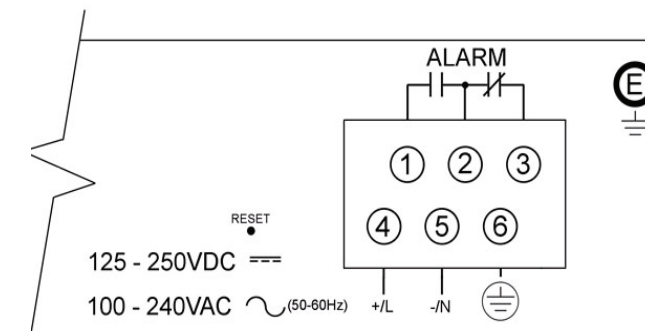 ALARM
E
1 2 3
4 5 6
RESET
125 - 250VDC
100 - 240VAC (50-60Hz) +/L -/N